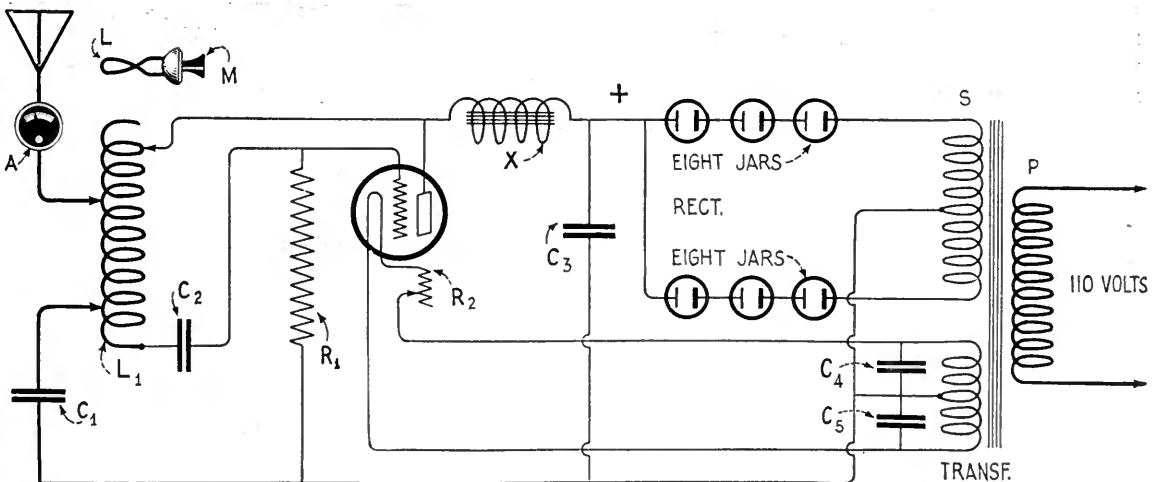 L
M
A
+
S
EIGHT JARS
X
P
RECT.
C3
EIGHT JARS
C2
R2
110 VOLTS
R1
L1
C4
C1
C5
TRANSF.